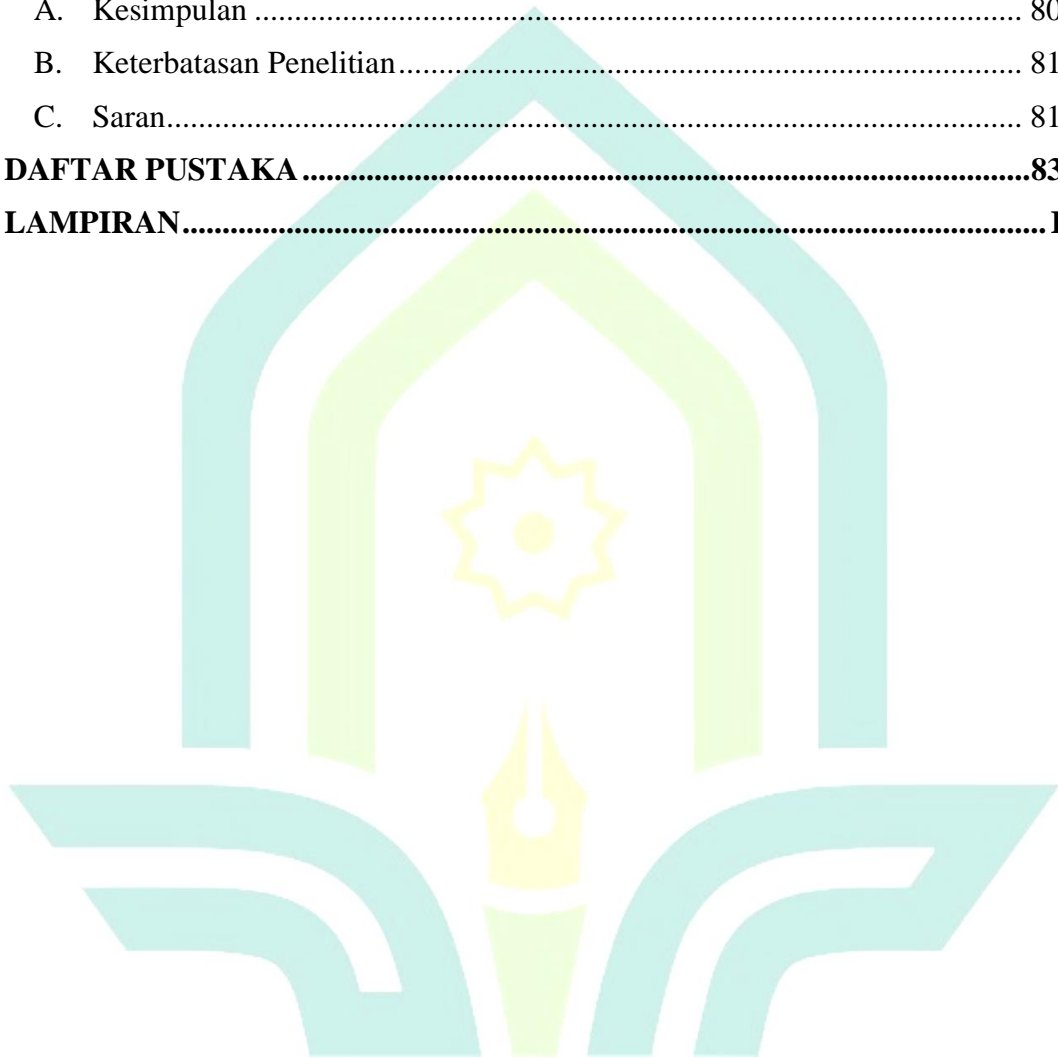 A. Kesimpulan ................................................................................................ 80
B. Keterbatasan Penelitian.............................................................................. 81
C. Saran........................................................................................................... 81
DAFTAR PUSTAKA ...........................................................................................83
LAMPIRAN............................................................................................................ I